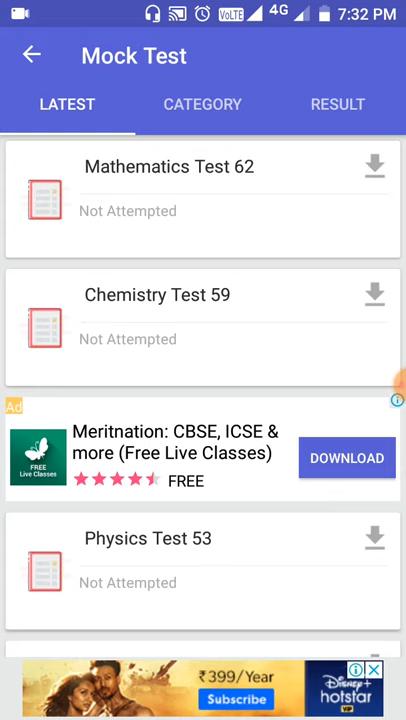 VoLTE 4G 7:32 PM
Mock Test
LATEST CATEGORY RESULT
Mathematics Test 62
Not Attempted
Chemistry Test 59
Not Attempted
Ad
Meritnation: CBSE, ICSE &
more (Free Live Classes)
FREE
Live Classes
DOWNLOAD
FREE
Physics Test 53
Not Attempted
₹399/Year
Subscribe
Disney+
hotstar
VIP